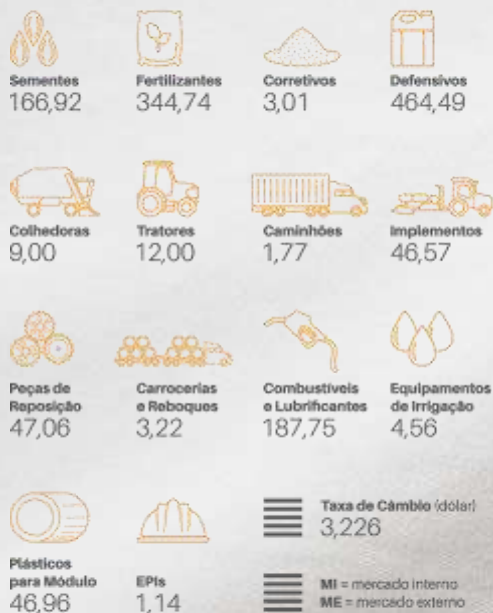 Sementes
166,92
Fertilizantes
344,74
Corretivos
3,01
Defensivos
464,49
Colhedoras
9,00
Tratores
12,00
Caminhões
1,77
Implementos
46,57
Peças de
Reposição
47,06
Carrocerias
e Reboques
3,22
Combustíveis
e Lubrificantes
187,75
Equipamentos
de Irrigação
4,56
Plásticos
para Módulo
46,96
EPIs
1,14
Taxa de Câmbio (dólar)
3,226
MI = mercado interno
ME = mercado externo